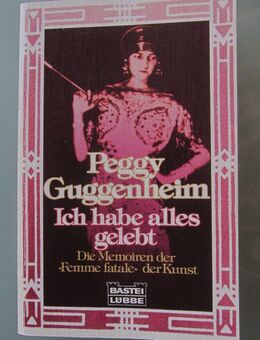 Peggy
Guggenheim
Ich habe alles
gelebt
Die Memoiren der
›Femme fatale‹ der Kunst
BASTEI
LÜBBE